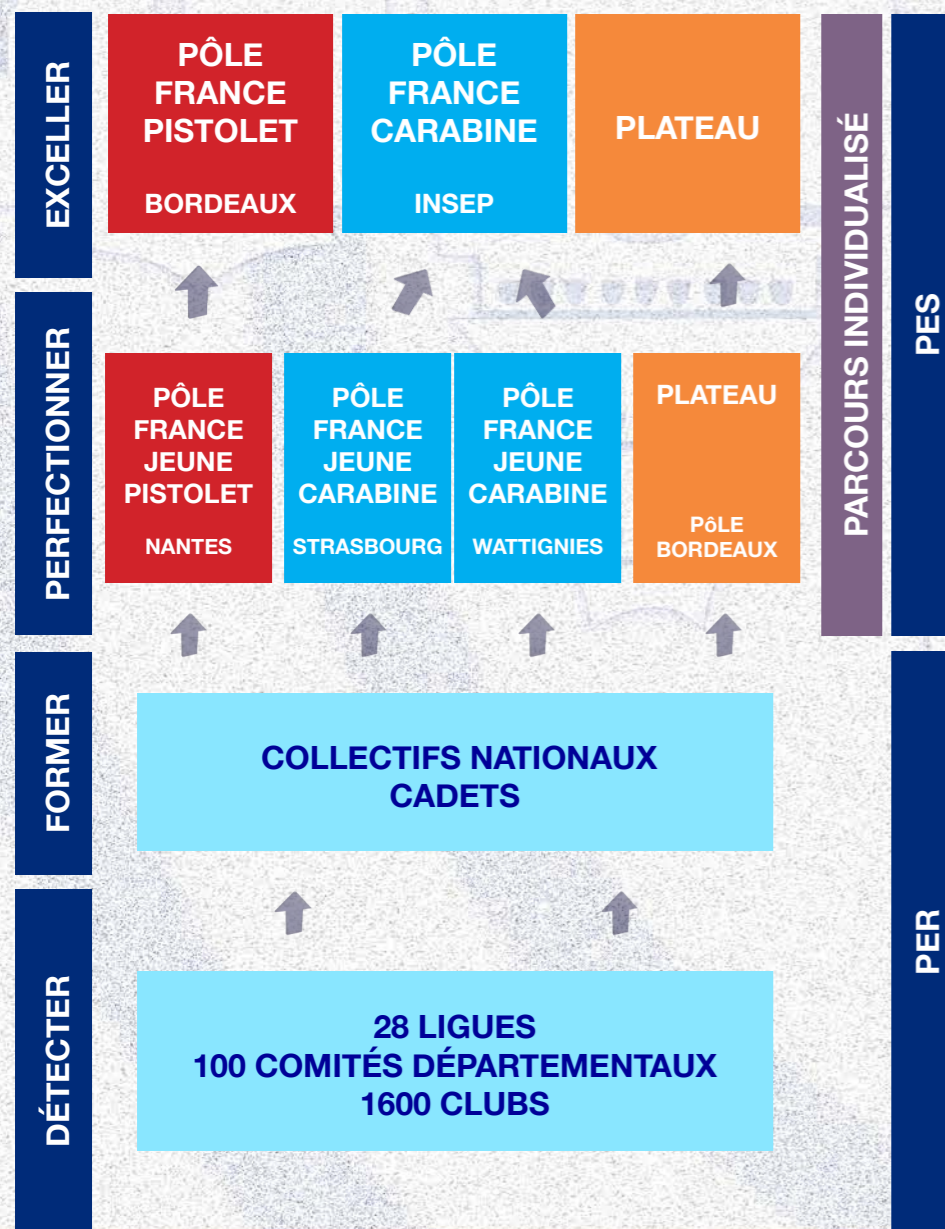 EXCELLER
PÔLE
FRANCE
PISTOLET
BORDEAUX
PÔLE
FRANCE
CARABINE
INSEP
PLATEAU
PARCOURS INDIVIDUALISÉ
PES
PERFECTIONNER
PÔLE
FRANCE
JEUNE
PISTOLET
NANTES
PÔLE
FRANCE
JEUNE
CARABINE
STRASBOURG
PÔLE
FRANCE
JEUNE
CARABINE
WATTIGNIES
PLATEAU
PôLE
BORDEAUX
FORMER
COLLECTIFS NATIONAUX
CADETS
PER
DÉTECTER
28 LIGUES
100 COMITÉS DÉPARTEMENTAUX
1600 CLUBS